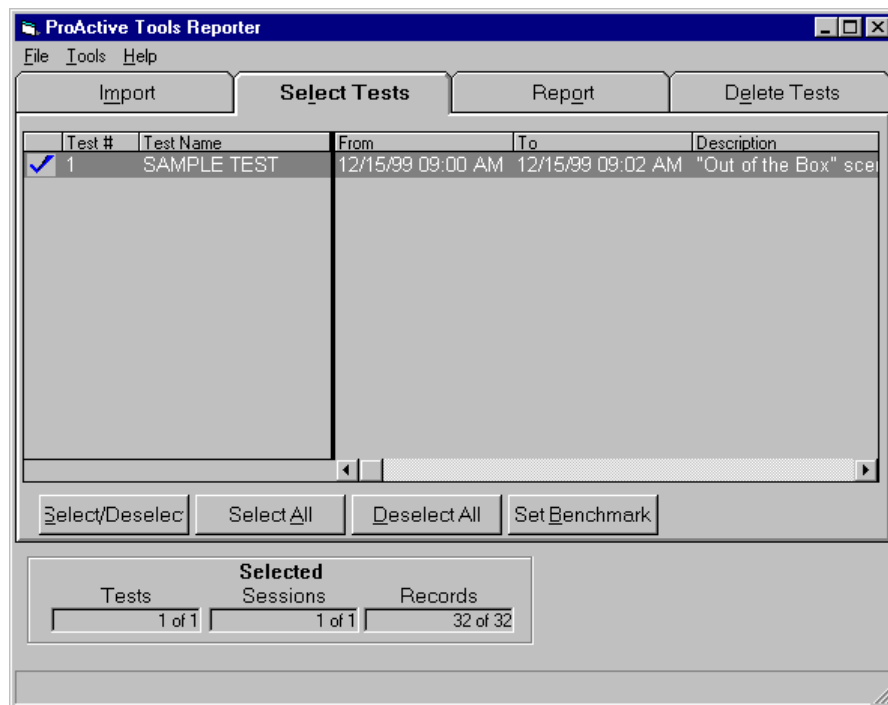 ProActive Tools Reporter
File Tools Help
Import Select Tests Report Delete Tests
Test # Test Name From To Description
1 SAMPLE TEST 12/15/99 09:00 AM 12/15/99 09:02 AM "Out of the Box" scei
Select/Deselec Select All Deselect All Set Benchmark
Selected
Tests Sessions Records
1 of 1 1 of 1 32 of 32